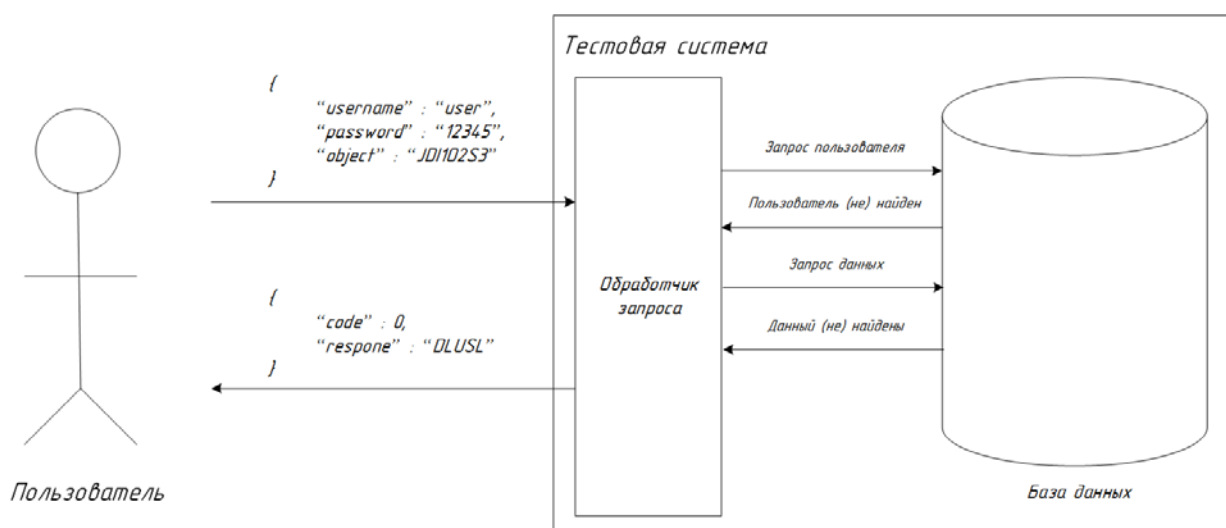 Тестовая система
{
“username” : “user”,
“password” : “12345”,
“object” : “JDI1D2S3”
}
Запрос пользователя
Пользователь (не) найден
Запрос данных
Данный (не) найдены
Обработчик
запроса
{
“code” : 0,
“respone” : “DLUSL”
}
Пользователь
База данных